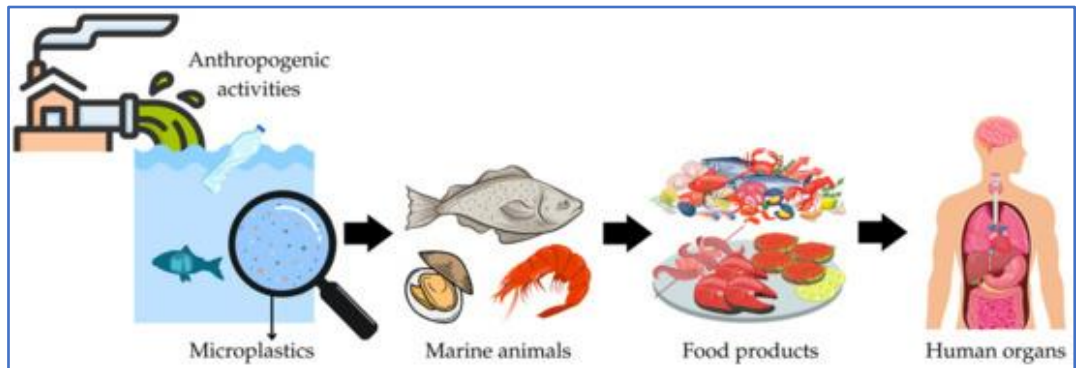 Anthropogenic
activities
Microplastics
Marine animals
Food products
Human organs